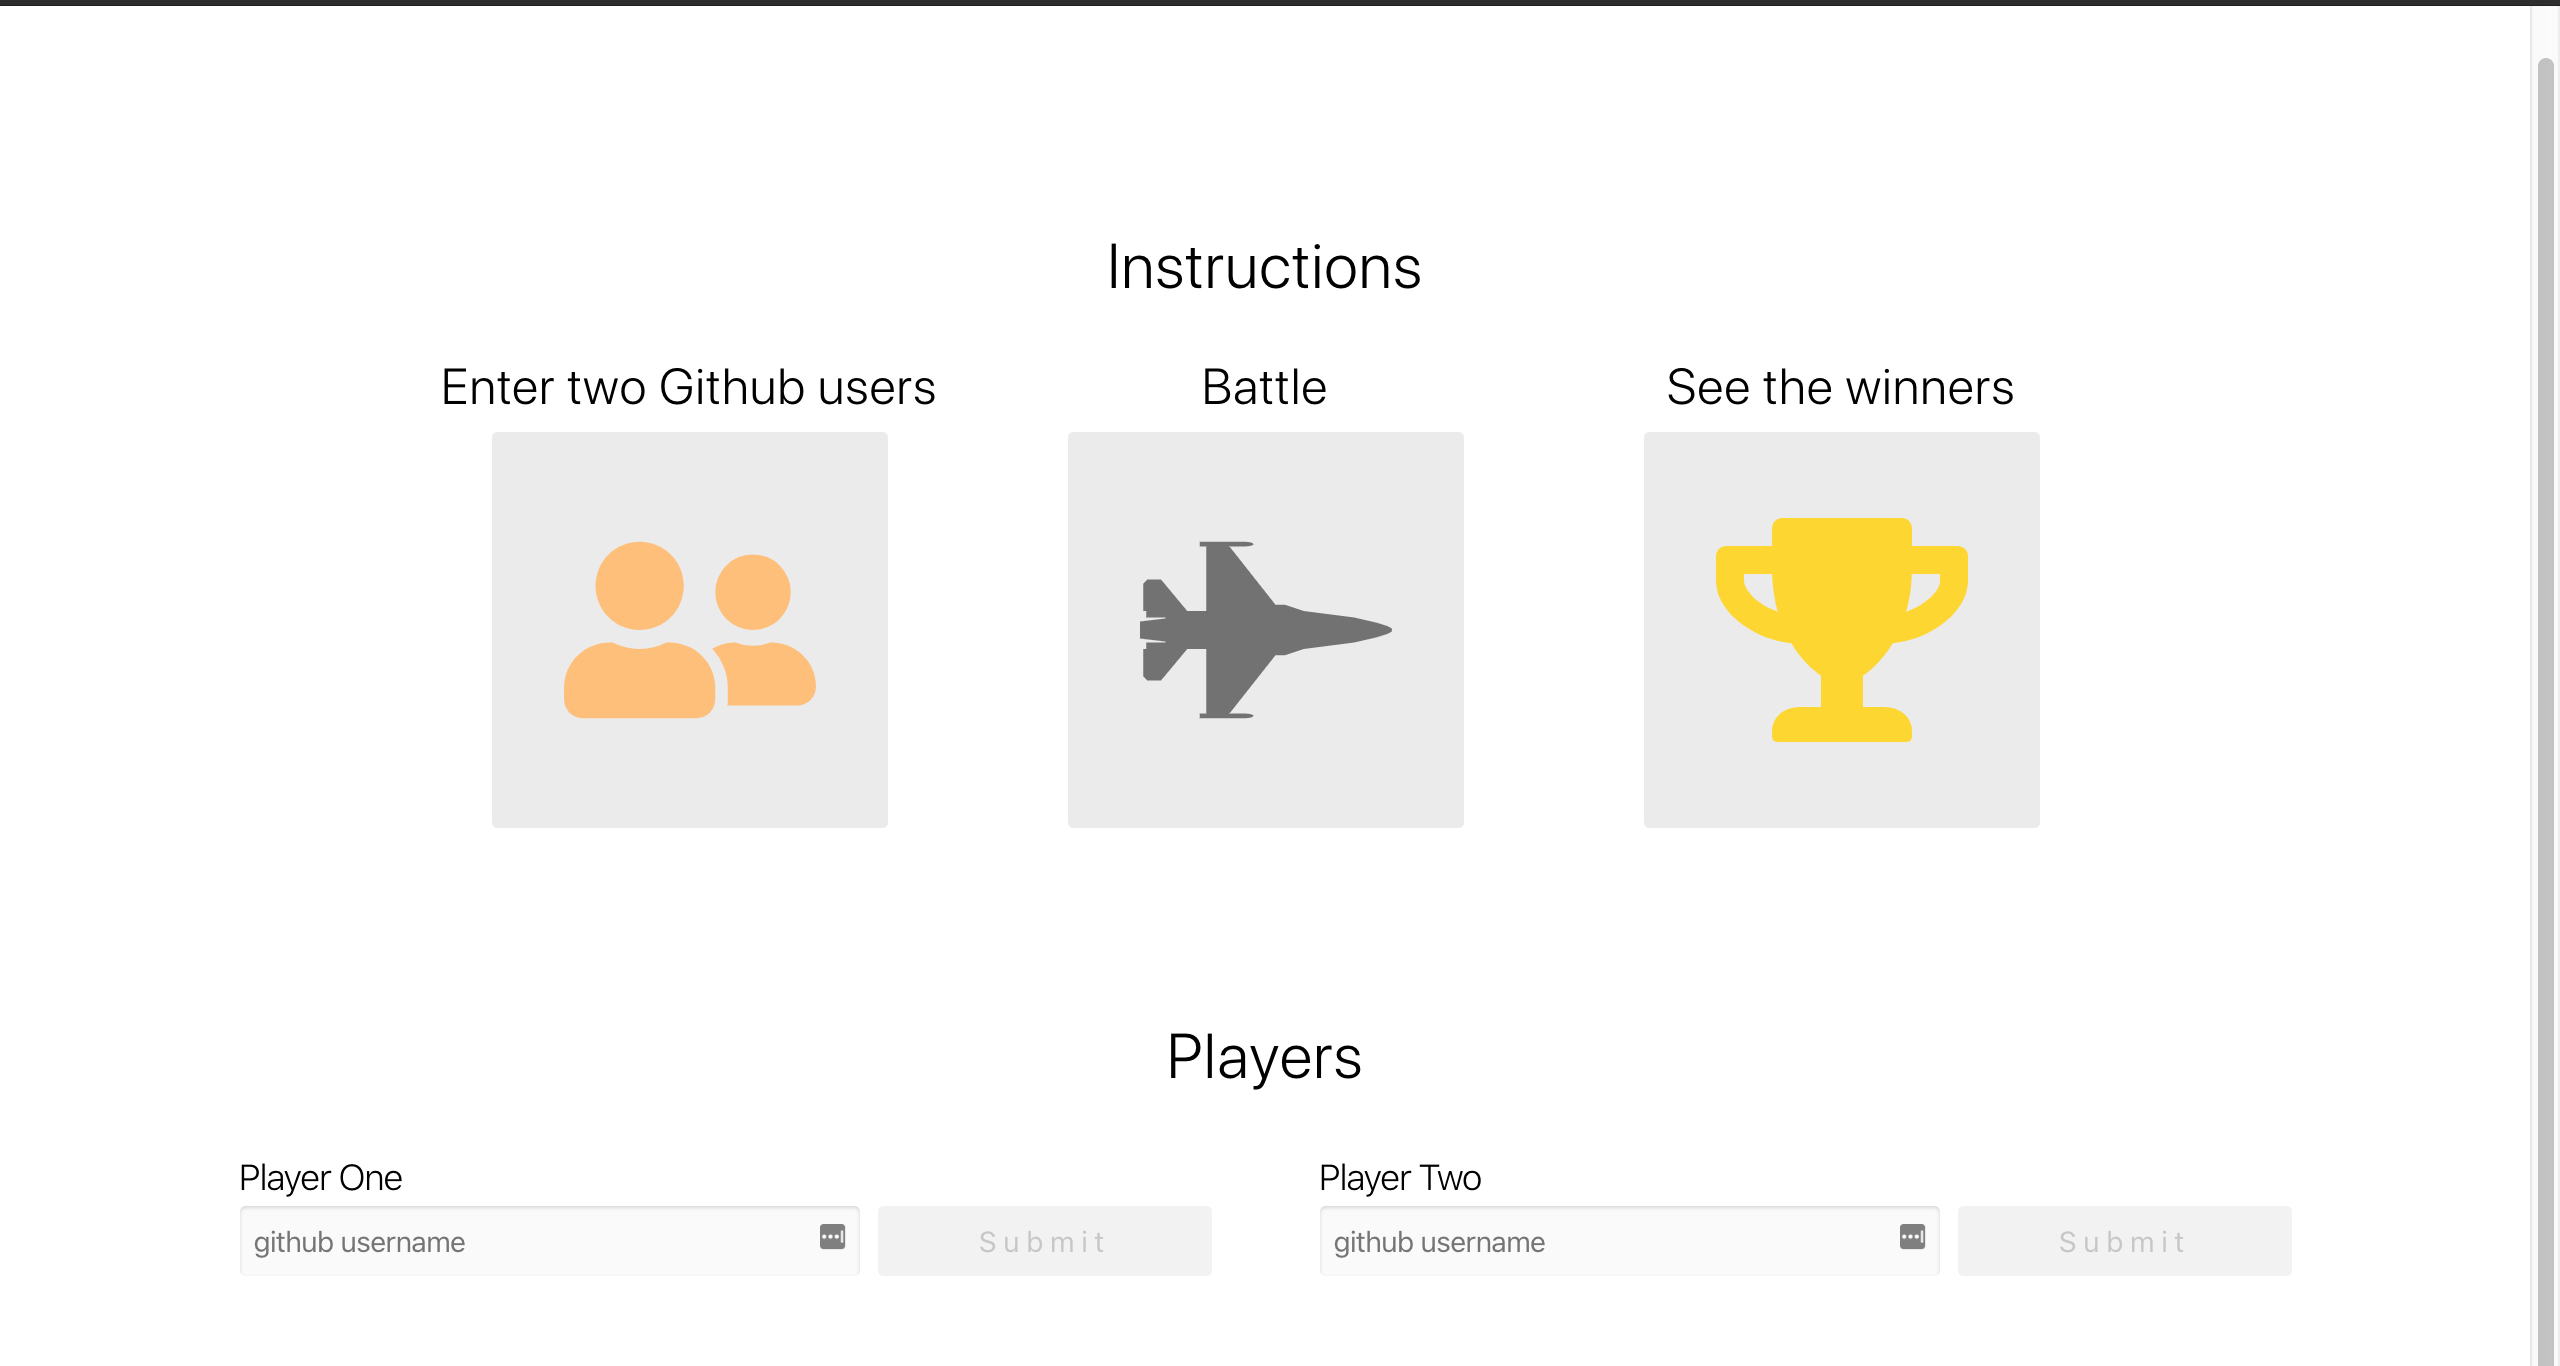 Instructions
Enter two Github users
Battle
See the winners
Players
Player One
github username
Submit
Player Two
github username
Submit